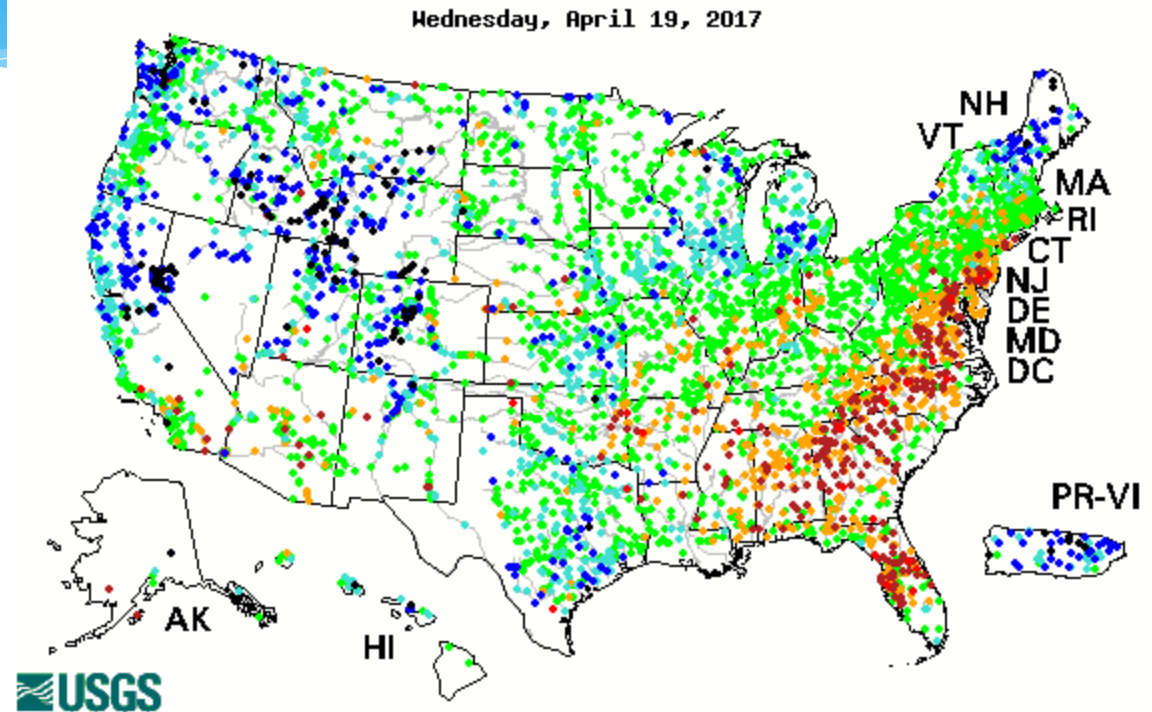 Wednesday, April 19, 2017
NH
VT
MA
RI
CT
NJ
DE
MD
DC
PR-VI
AK
HI
USGS